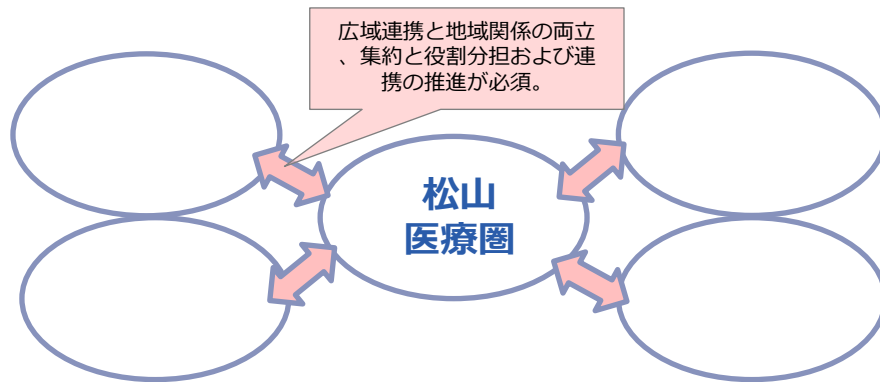 広域連携と地域関係の両立
、集約と役割分担および連
携の推進が必須。
松山
医療圏